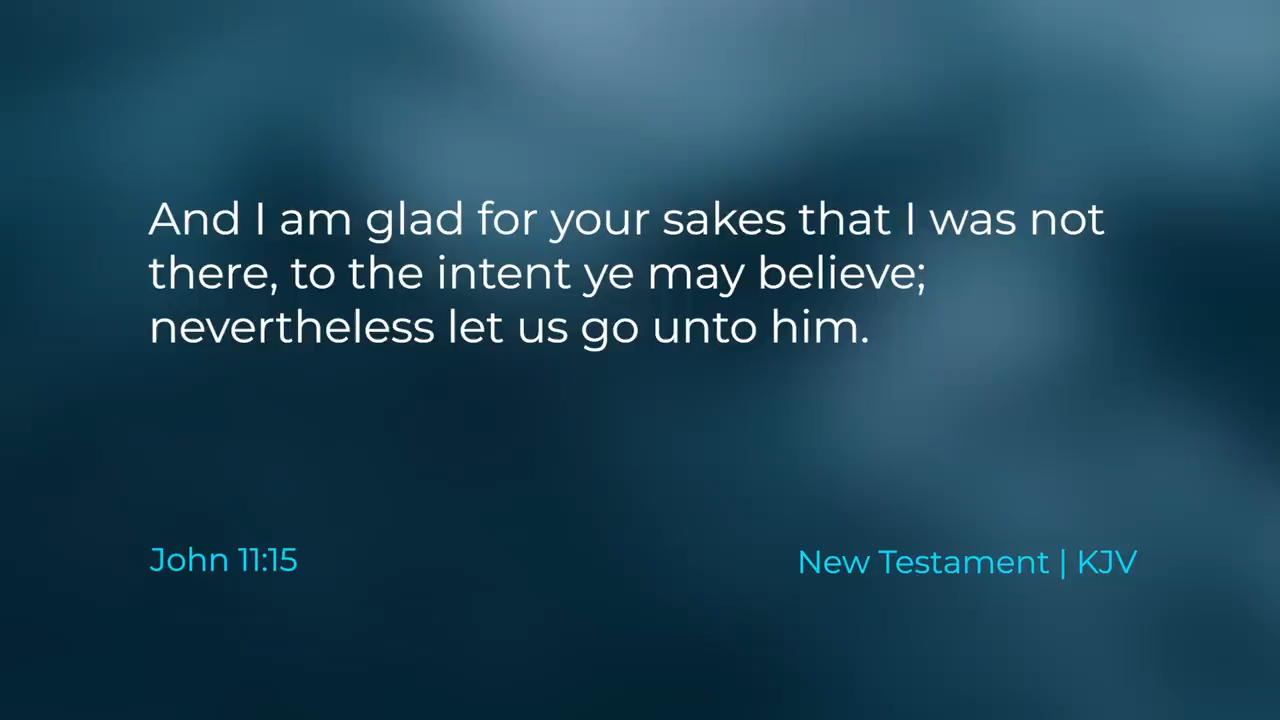 And I am glad for your sakes that I was not
there, to the intent ye may believe;
nevertheless let us go unto him.
John 11:15
New Testament | KJV